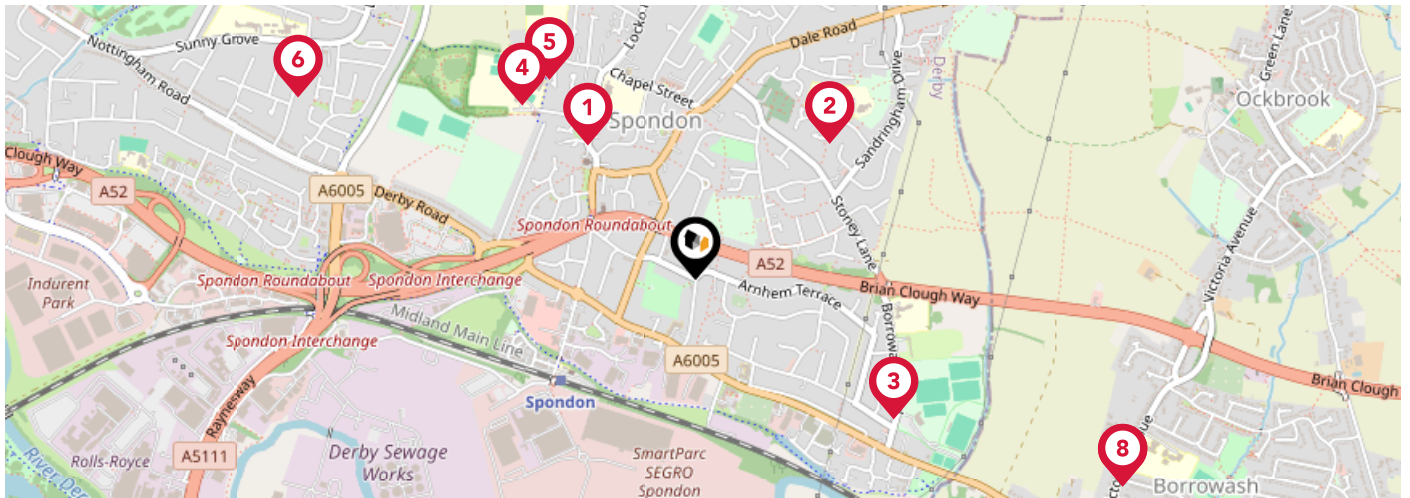 Sunny Grove
Nottingham Road
6
5
4
Locko
Chapel Street
Dale Road
Sandringham Drive
Derby
Green Lane
Ockbrook
1
Spondon
2
Clough Way
A52
A6005
Derby Road
Spondon Roundabout
Stoney Lane
Victoria Avenue
Indurent
Park
Spondon Roundabout
Spondon Interchange
A52
Arnhem Terrace
Brian Clough Way
Midland Main Line
Spondon Interchange
A6005
Borrowa
3
Brian Clough
Raynesway
Spondon
A5111
Rolls-Royce
River Der
Derby Sewage
Works
SmartParc
SEGRO
Spondon
8
Borrowash